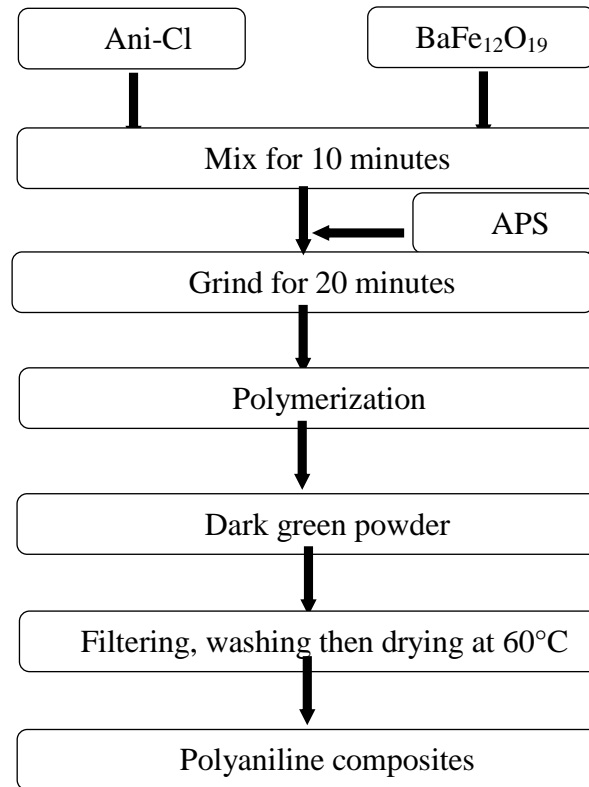 Ani-Cl
BaFe₁₂O₁₉
Mix for 10 minutes
APS
Grind for 20 minutes
Polymerization
Dark green powder
Filtering, washing then drying at 60°C
Polyaniline composites